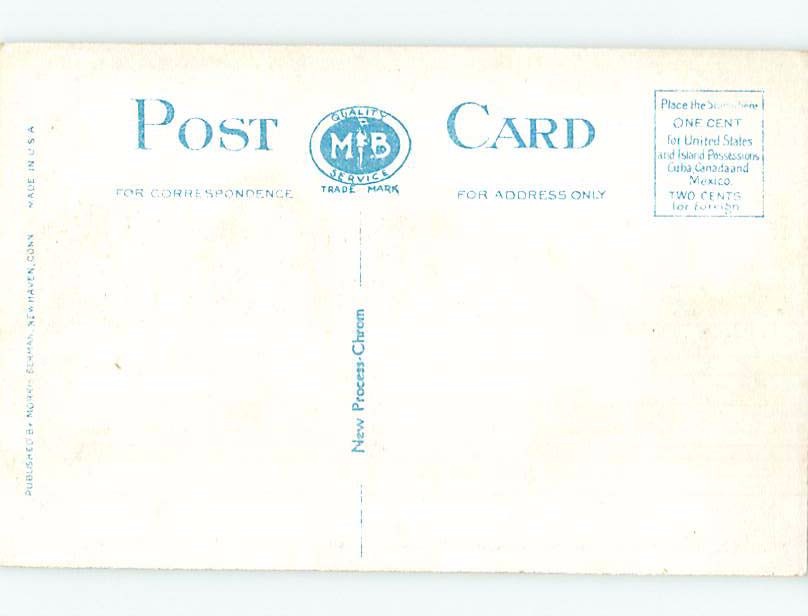 POST CARD
QUALITY
M B
SERVICE
TRADE MARK
FOR CORRESPONDENCE
FOR ADDRESS ONLY
Place the Stamp here
ONE CENT
for United States
and Island Possessions
Cuba, Canada and
Mexico.
TWO CENTS
for Foreign
New Process-Chrom
PUBLISHED BY MORRIS BERMAN, NEW HAVEN, CONN. MADE IN U.S.A